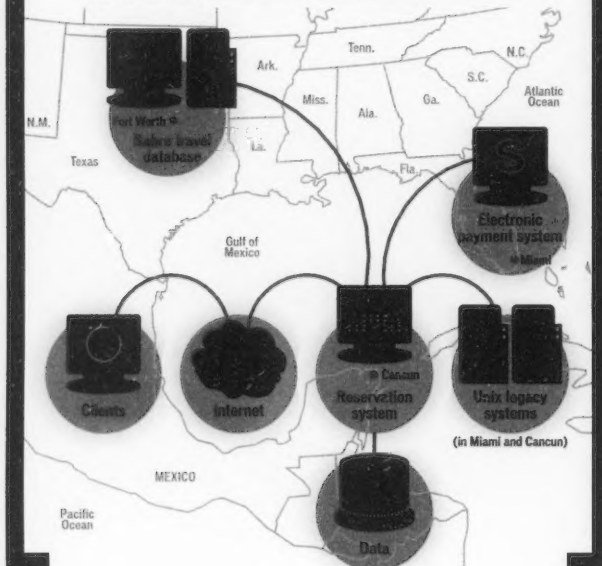 Tenn.
N.C.
Ark.
S.C.
Atlantic
Ocean
Miss.
Ala.
Ga.
N.M.
Fort Worth
Sabre travel
database
Texas
La.
Fla.
Electronic
payment system
Miami
Gulf of
Mexico
Cancun
Clients
Internet
Reservation
system
Unix legacy
systems
(in Miami and Cancun)
MEXICO
Pacific
Ocean
Data